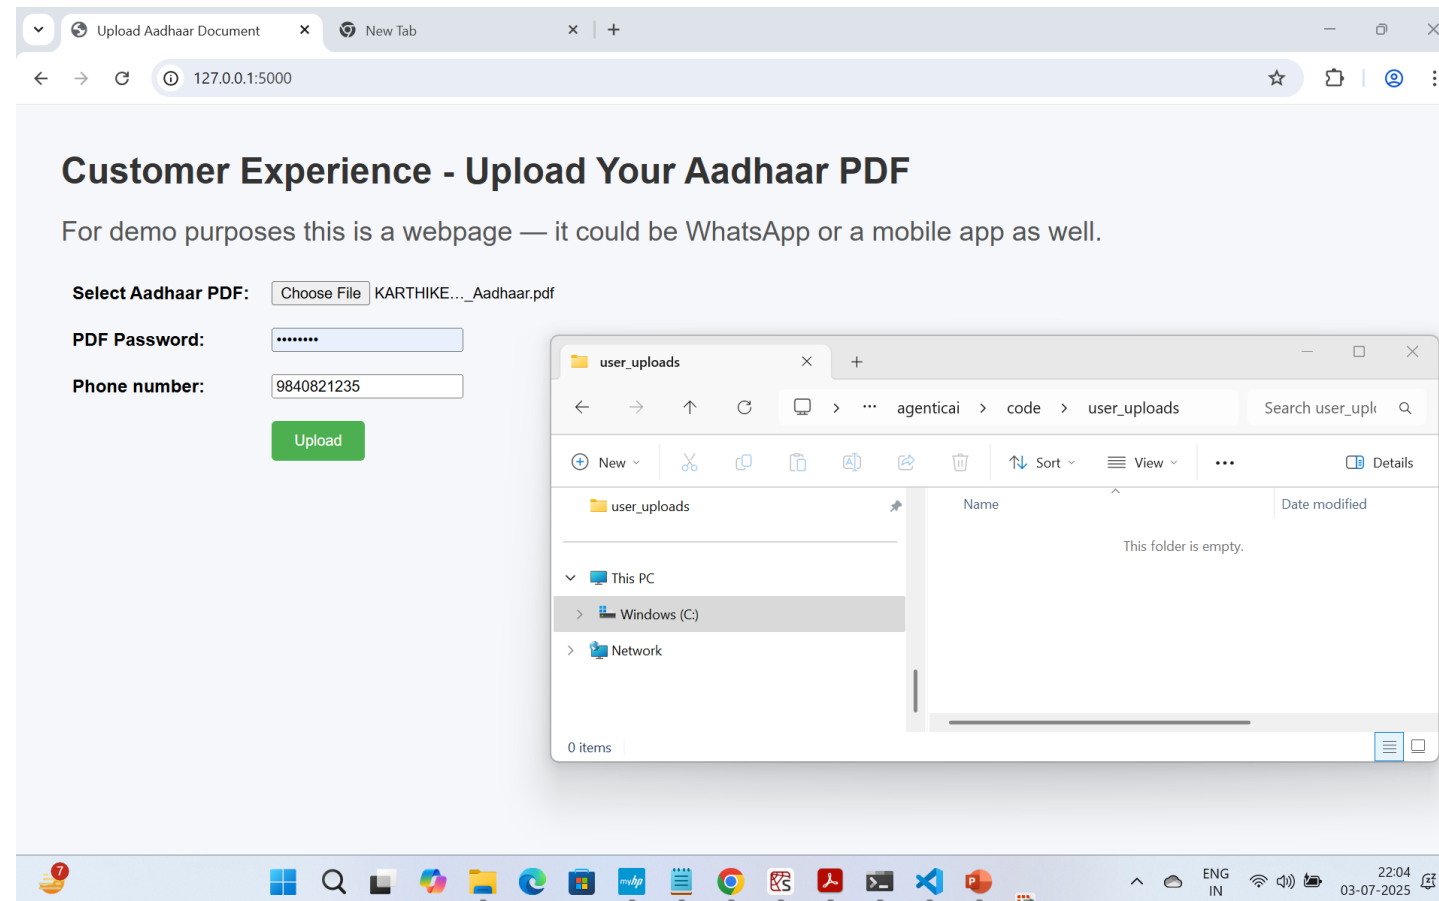 Upload Aadhaar Document
New Tab
127.0.0.1:5000
Customer Experience - Upload Your Aadhaar PDF
For demo purposes this is a webpage — it could be WhatsApp or a mobile app as well.
Select Aadhaar PDF: Choose File KARTHIKE..._Aadhaar.pdf
PDF Password: ••••••••
Phone number: 9840821235
Upload
user_uploads
agenticai > code > user_uploads
Search user_uplo
New
Sort
View
Details
user_uploads
Name
Date modified
This folder is empty.
This PC
Windows (C:)
Network
0 items
7
myhp
ENG
IN
22:04
03-07-2025